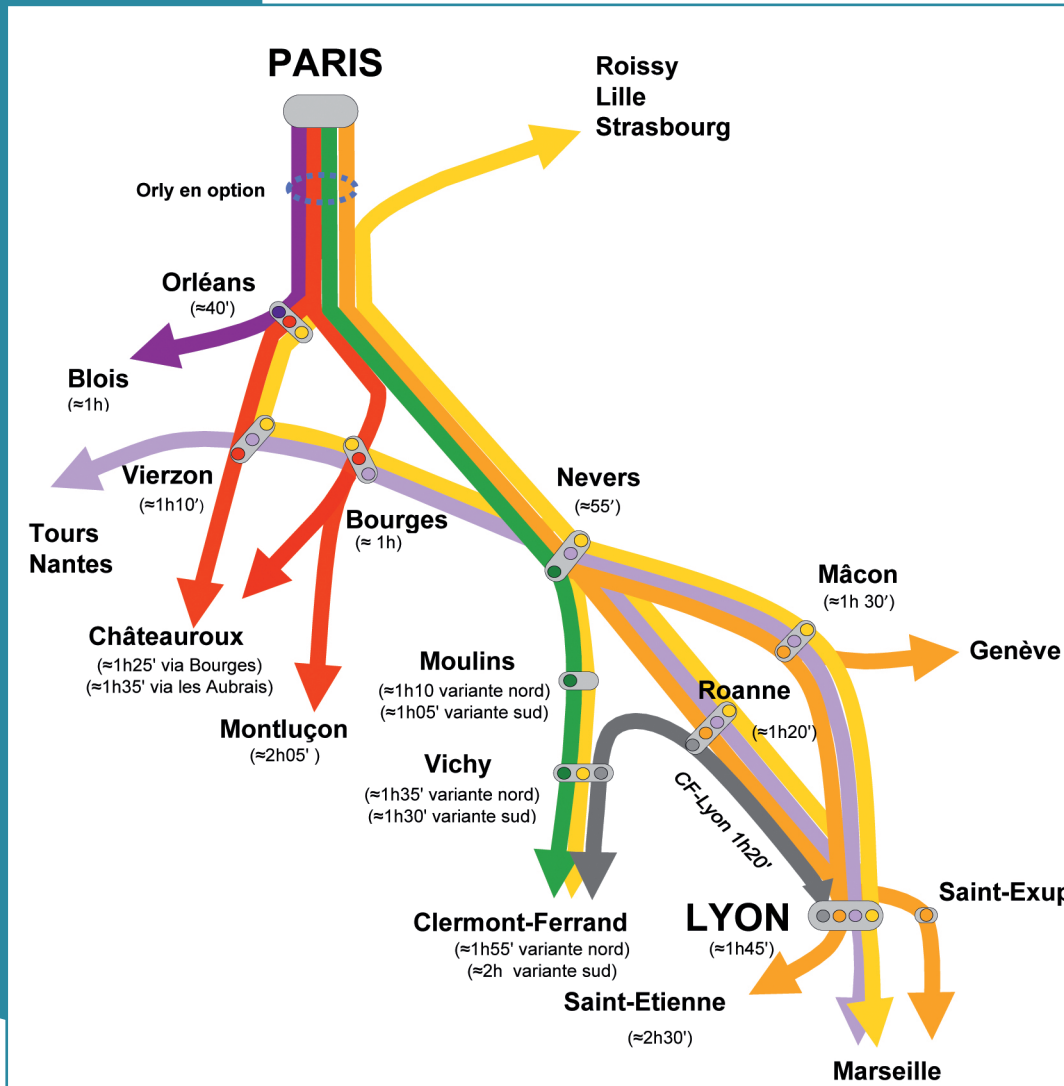 PARIS
Roissy
Lille
Strasbourg
Orly en option
Orléans
(≈40')
Blois
(≈1h)
Vierzon
(≈1h10')
Tours
Nantes
Bourges
(≈ 1h)
Nevers
(≈55')
Mâcon
(≈1h 30')
Genève
Châteauroux
(≈1h25' via Bourges)
(≈1h35' via les Aubrais)
Montluçon
(≈2h05' )
Moulins
(≈1h10 variante nord)
(≈1h05' variante sud)
Roanne
(≈1h20')
Vichy
(≈1h35' variante nord)
(≈1h30' variante sud)
CF-Lyon 1h20'
Clermont-Ferrand
(≈1h55' variante nord)
(≈2h variante sud)
LYON
(≈1h45')
Saint-Exup
Saint-Etienne
(≈2h30')
Marseille